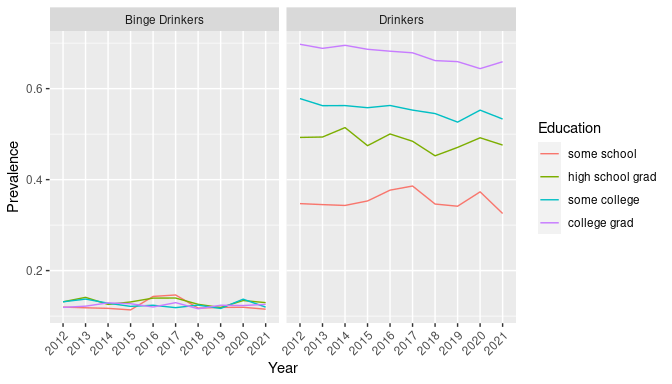 Binge Drinkers
Drinkers
Prevalence
0.6
0.4
0.2
2012 2013 2014 2015 2016 2017 2018 2019 2020 2021
2012 2013 2014 2015 2016 2017 2018 2019 2020 2021
Year
Education
some school
high school grad
some college
college grad